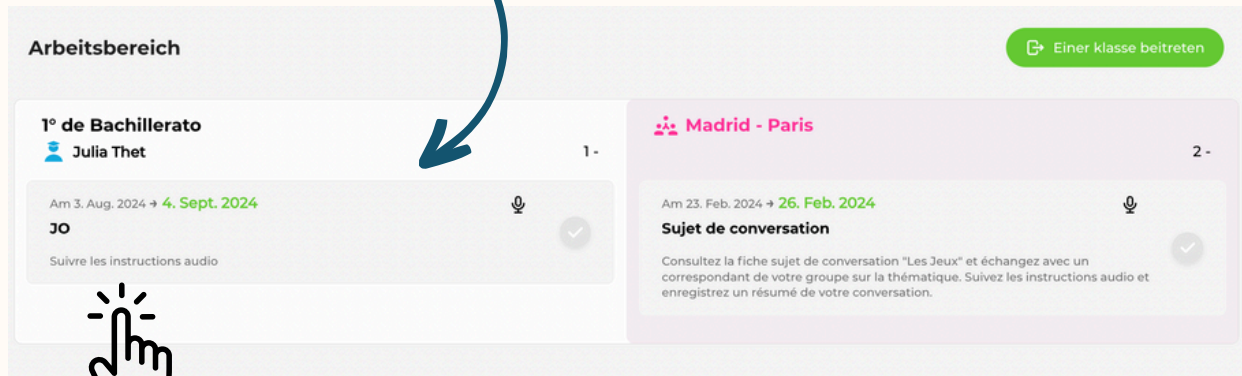 Arbeitsbereich
Einer klasse beitreten
1º de Bachillerato
Julia Thet
1 -
Am 3. Aug. 2024 → 4. Sept. 2024
JO
Suivre les instructions audio
Madrid - Paris
2 -
Am 23. Feb. 2024 → 26. Feb. 2024
Sujet de conversation
Consultez la fiche sujet de conversation "Les Jeux" et échangez avec un
correspondant de votre groupe sur la thématique. Suivez les instructions audio et
enregistrez un résumé de votre conversation.